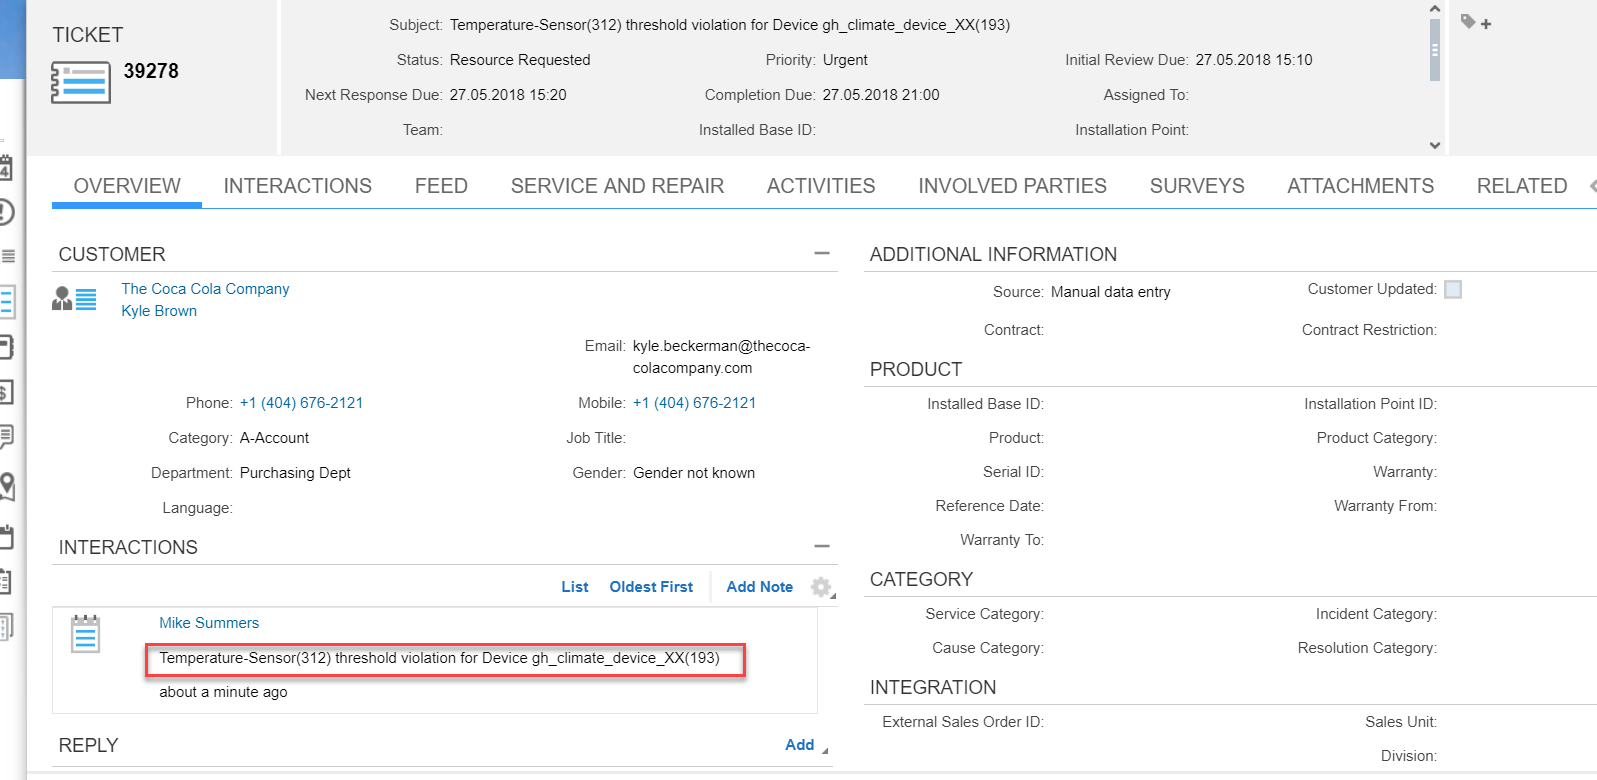 TICKET
39278
Subject: Temperature-Sensor(312) threshold violation for Device gh_climate_device_XX(193)
Status: Resource Requested Priority: Urgent Initial Review Due: 27.05.2018 15:10
Next Response Due: 27.05.2018 15:20 Completion Due: 27.05.2018 21:00 Assigned To:
Team: Installed Base ID: Installation Point:
OVERVIEW INTERACTIONS FEED SERVICE AND REPAIR ACTIVITIES INVOLVED PARTIES SURVEYS ATTACHMENTS RELATED
CUSTOMER
The Coca Cola Company
Kyle Brown
Email: kyle.beckerman@thecoca-
colacompany.com
Phone: +1 (404) 676-2121 Mobile: +1 (404) 676-2121
Category: A-Account Job Title:
Department: Purchasing Dept Gender: Gender not known
Language:
INTERACTIONS
List Oldest First Add Note
Mike Summers
Temperature-Sensor(312) threshold violation for Device gh_climate_device_XX(193)
about a minute ago
REPLY Add
ADDITIONAL INFORMATION
Source: Manual data entry Customer Updated:
Contract: Contract Restriction:
PRODUCT
Installed Base ID: Installation Point ID:
Product: Product Category:
Serial ID: Warranty:
Reference Date: Warranty From:
Warranty To:
CATEGORY
Service Category: Incident Category:
Cause Category: Resolution Category:
INTEGRATION
External Sales Order ID: Sales Unit:
Division: